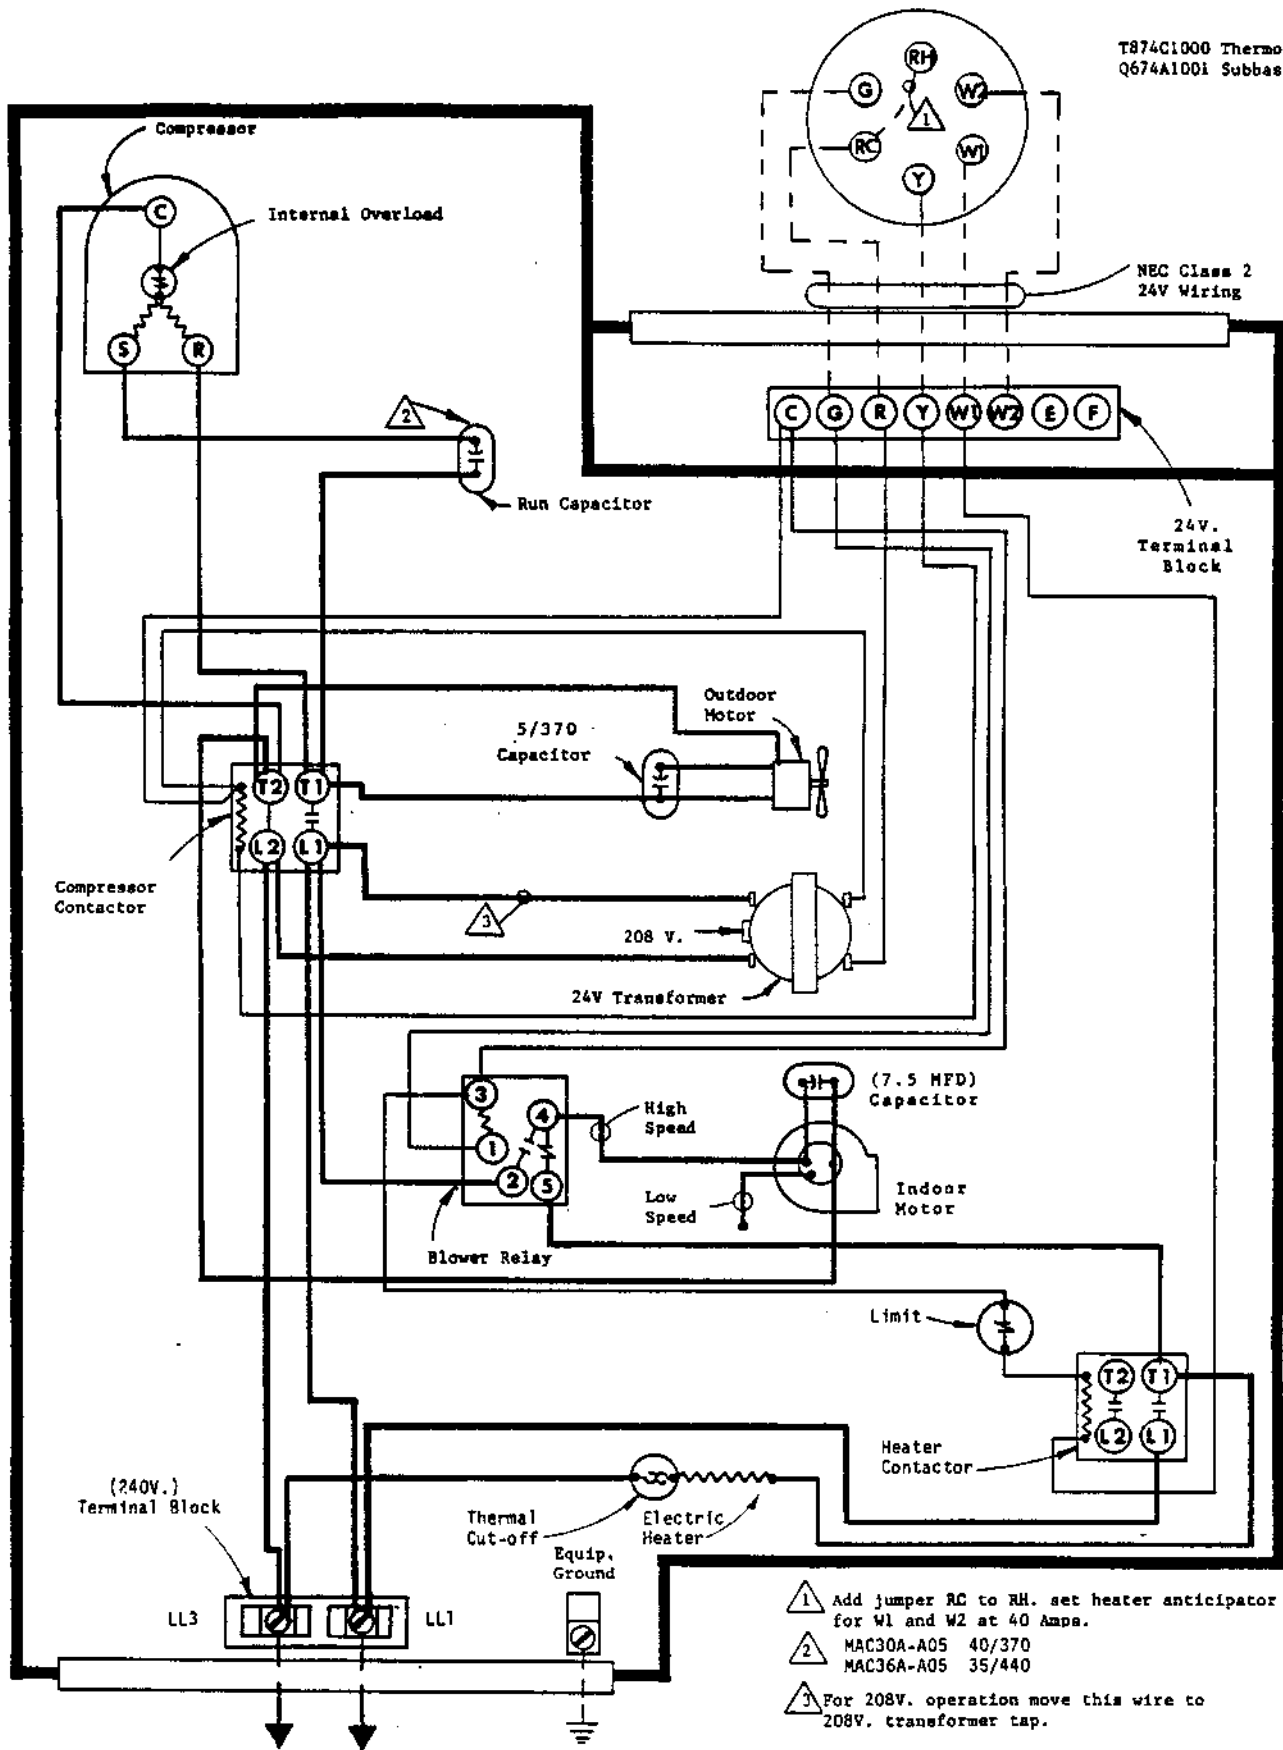 T874C1000 Thermo
Q674A1001 Subbas
RH
G
W2
1
RC
W1
Y
Compressor
C
Internal Overload
S
R
NEC Class 2
24V Wiring
C G R Y W1 W2 E F
2
Run Capacitor
24V.
Terminal
Block
Outdoor
Motor
5/370
Capacitor
T2 T1
L2 L1
Compressor
Contactor
3
208 V.
24V Transformer
3
4
1
2
5
High
Speed
(7.5 MFD)
Capacitor
Low
Speed
Indoor
Motor
Blower Relay
Limit
T2 T1
L2 L1
Heater
Contactor
(240V.)
Terminal Block
Thermal
Cut-off
Electric
Heater
Equip.
Ground
LL3
LL1
1 Add jumper RC to RH. set heater anticipator
for W1 and W2 at 40 Amps.
2 MAC30A-A05 40/370
MAC36A-A05 35/440
3 For 208V. operation move this wire to
208V. transformer tap.